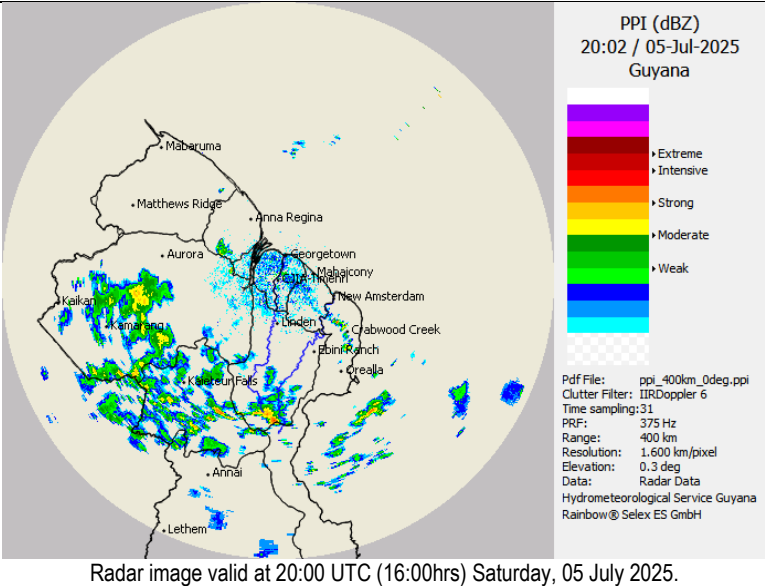 PPI (dBZ)
20:02 / 05-Jul-2025
Guyana
Extreme
Intensive
Strong
Moderate
Weak
Mabaruma
Matthews Ridge
Anna Regina
Aurora
Georgetown
Mahaicony
Timehri
Kaikan
New Amsterdam
Kamarang
Linden
Crabwood Creek
Ebini Ranch
Orealla
Kaieteur Falls
Annai
Lethem
Pdf File: ppi_400km_0deg.ppi
Clutter Filter: IIRDoppler 6
Time sampling:31
PRF: 375 Hz
Range: 400 km
Resolution: 1.600 km/pixel
Elevation: 0.3 deg
Data: Radar Data
Hydrometeorological Service Guyana
Rainbow® Selex ES GmbH
Radar image valid at 20:00 UTC (16:00hrs) Saturday, 05 July 2025.